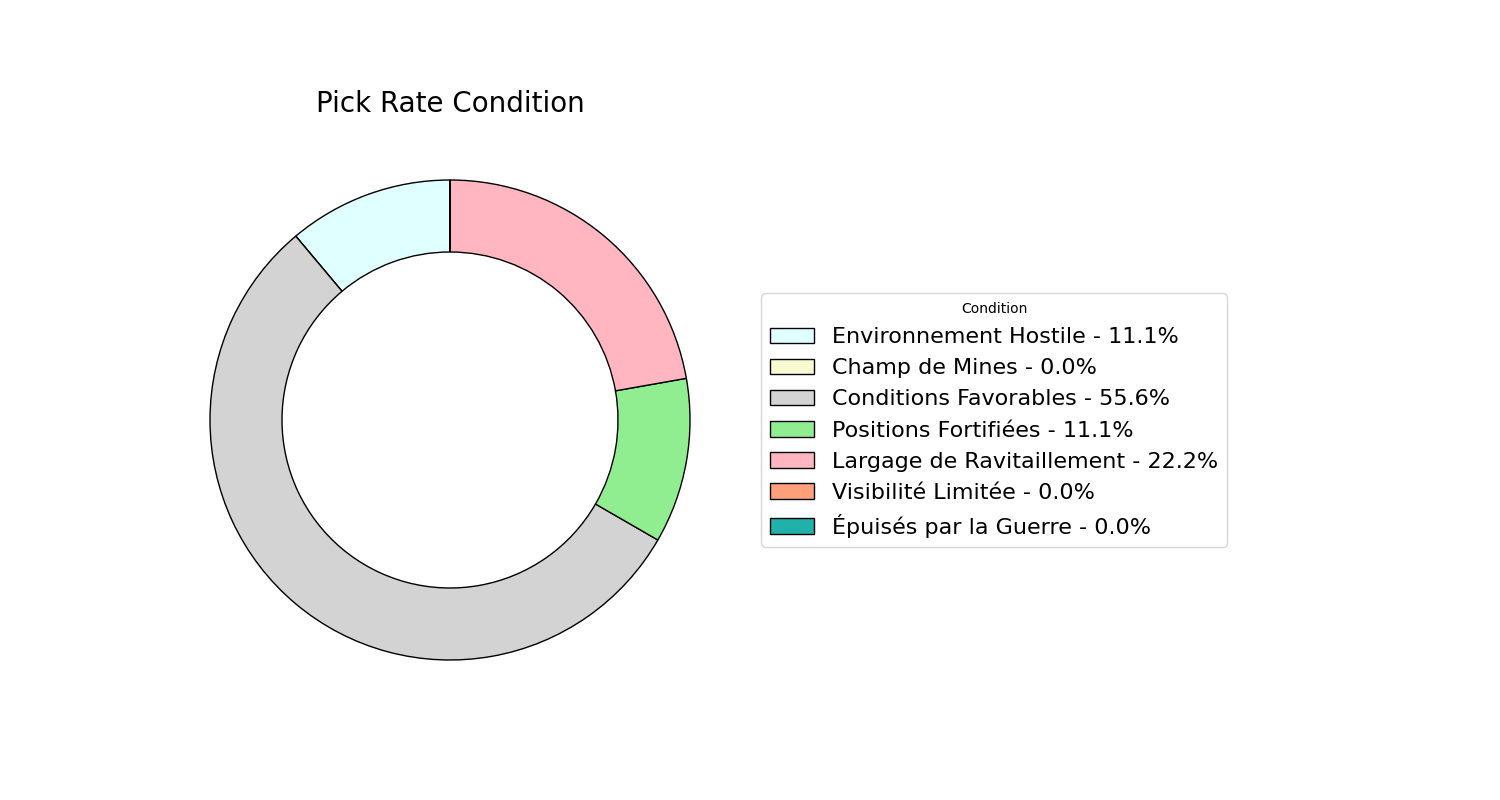 Pick Rate Condition
Condition
Environnement Hostile - 11.1%
Champ de Mines - 0.0%
Conditions Favorables - 55.6%
Positions Fortifiées - 11.1%
Largage de Ravitaillement - 22.2%
Visibilité Limitée - 0.0%
Épuisés par la Guerre - 0.0%